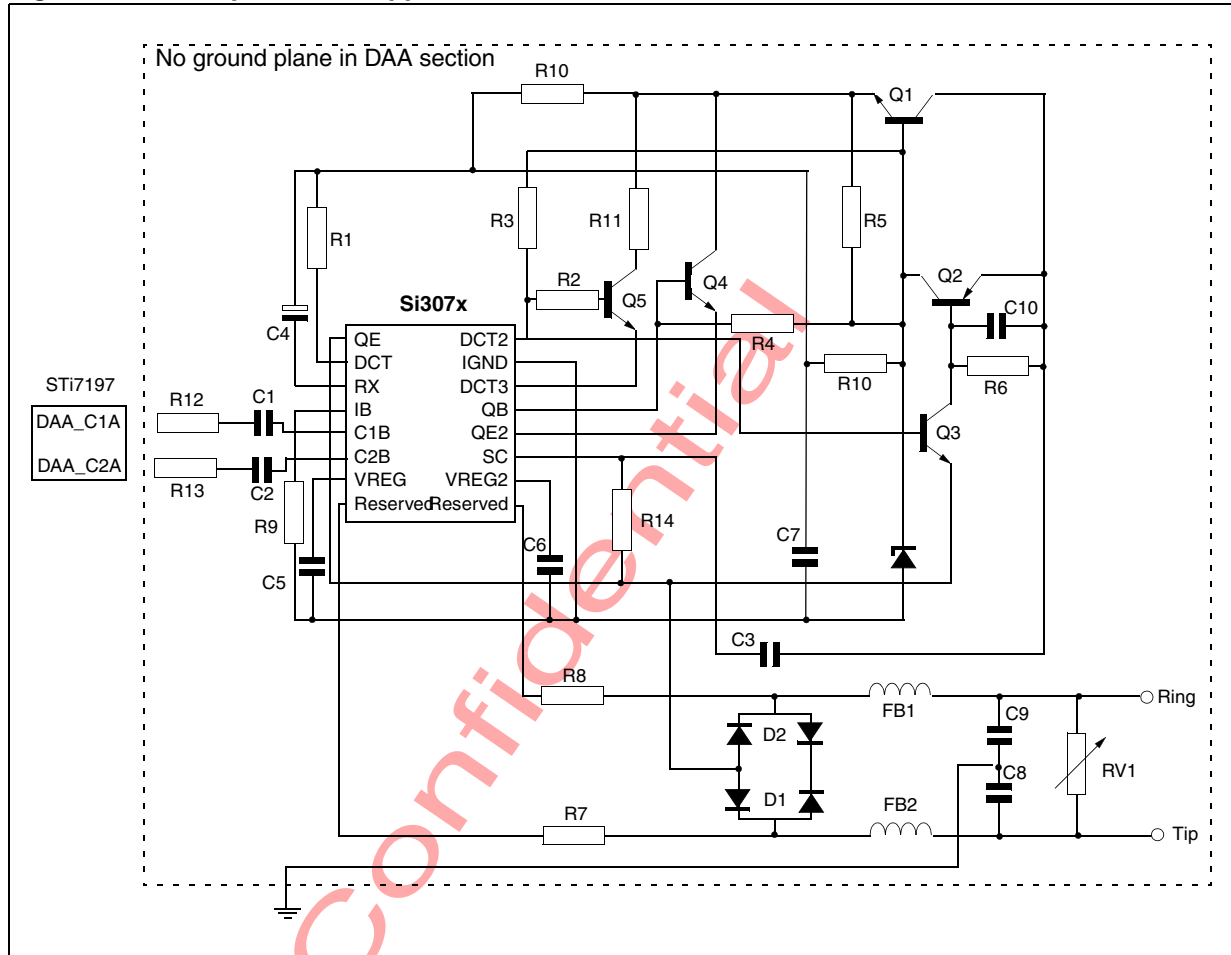 No ground plane in DAA section
R10
Q1
R3
R11
R5
R1
R2
Q5
Q4
Q2
C10
Si307x
C4
QE
DCT2
R4
DCT
IGND
R10
R6
STi7197
RX
DCT3
R12
C1
IB
QB
DAA_C1A
C1B
QE2
Q3
C2B
SC
DAA_C2A
R13
C2
VREG
VREG2
Reserved
Reserved
R9
R14
C7
C6
C5
C3
R8
Ring
FB1
C9
D2
C8
RV1
D1
FB2
R7
Tip
Confidential